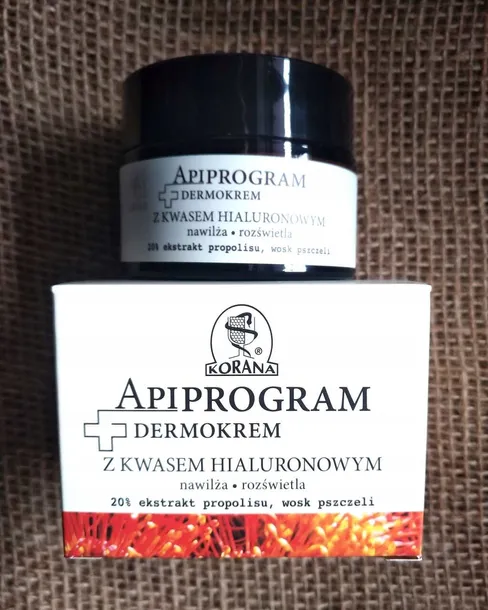 APIPROGRAM
DERMOKREM
Z KWASEM HIALURONOWYM
nawilża • rozświetla
20% ekstrakt propolisu, wosk pszczeli
KORANA ®
APIPROGRAM
DERMOKREM
Z KWASEM HIALURONOWYM
nawilża • rozświetla
20% ekstrakt propolisu, wosk pszczeli